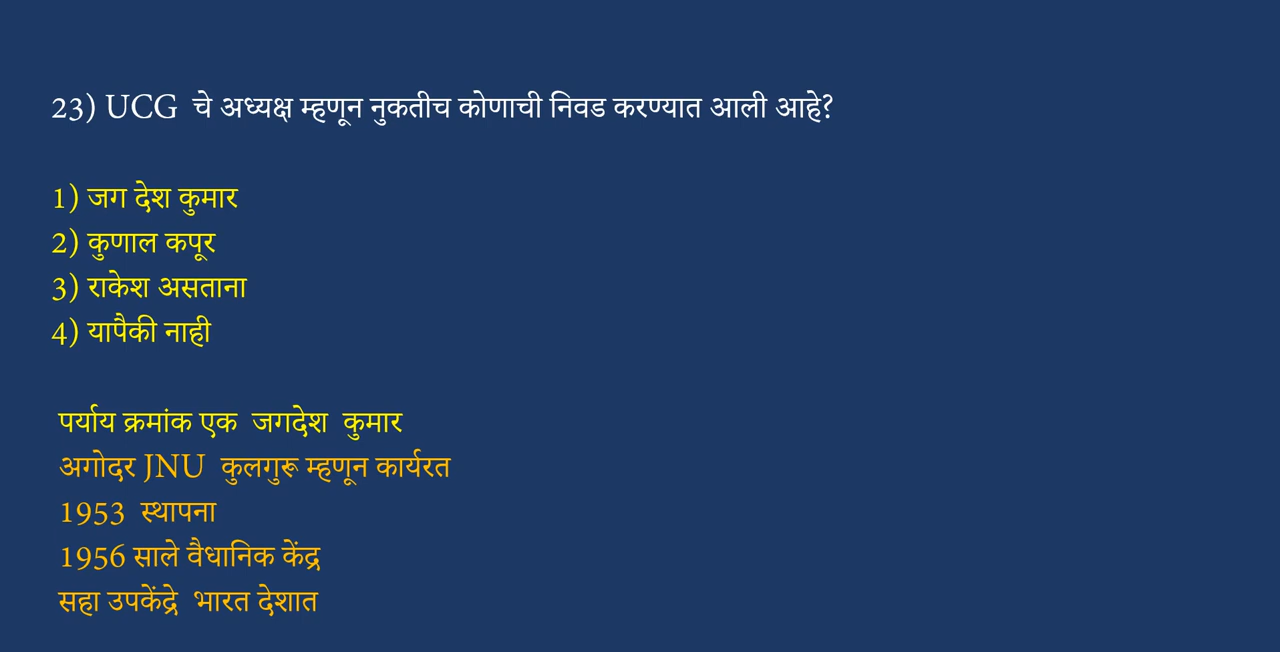 23) UCG चे अध्यक्ष म्हणून नुकतीच कोणाची निवड करण्यात आली आहे?
1) जग देश कुमार
2) कुणाल कपूर
3) राकेश असताना
4) यापैकी नाही
पर्याय क्रमांक एक जगदेश कुमार
अगोदर JNU कुलगुरू म्हणून कार्यरत
1953 स्थापना
1956 साले वैधानिक केंद्र
सहा उपकेंद्रे भारत देशात